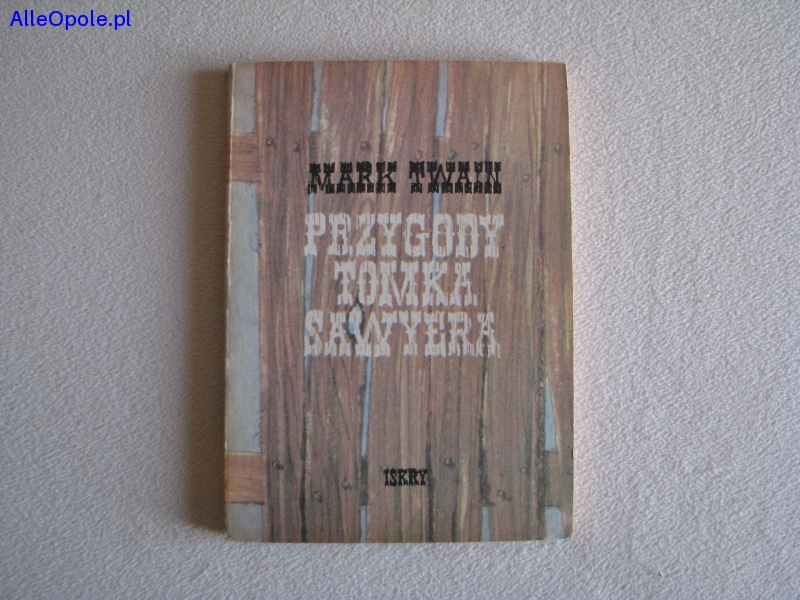 AlleOpole.pl
MARK TWAIN
PRZYGODY
TOMKA
SAWYERA
ISKRY